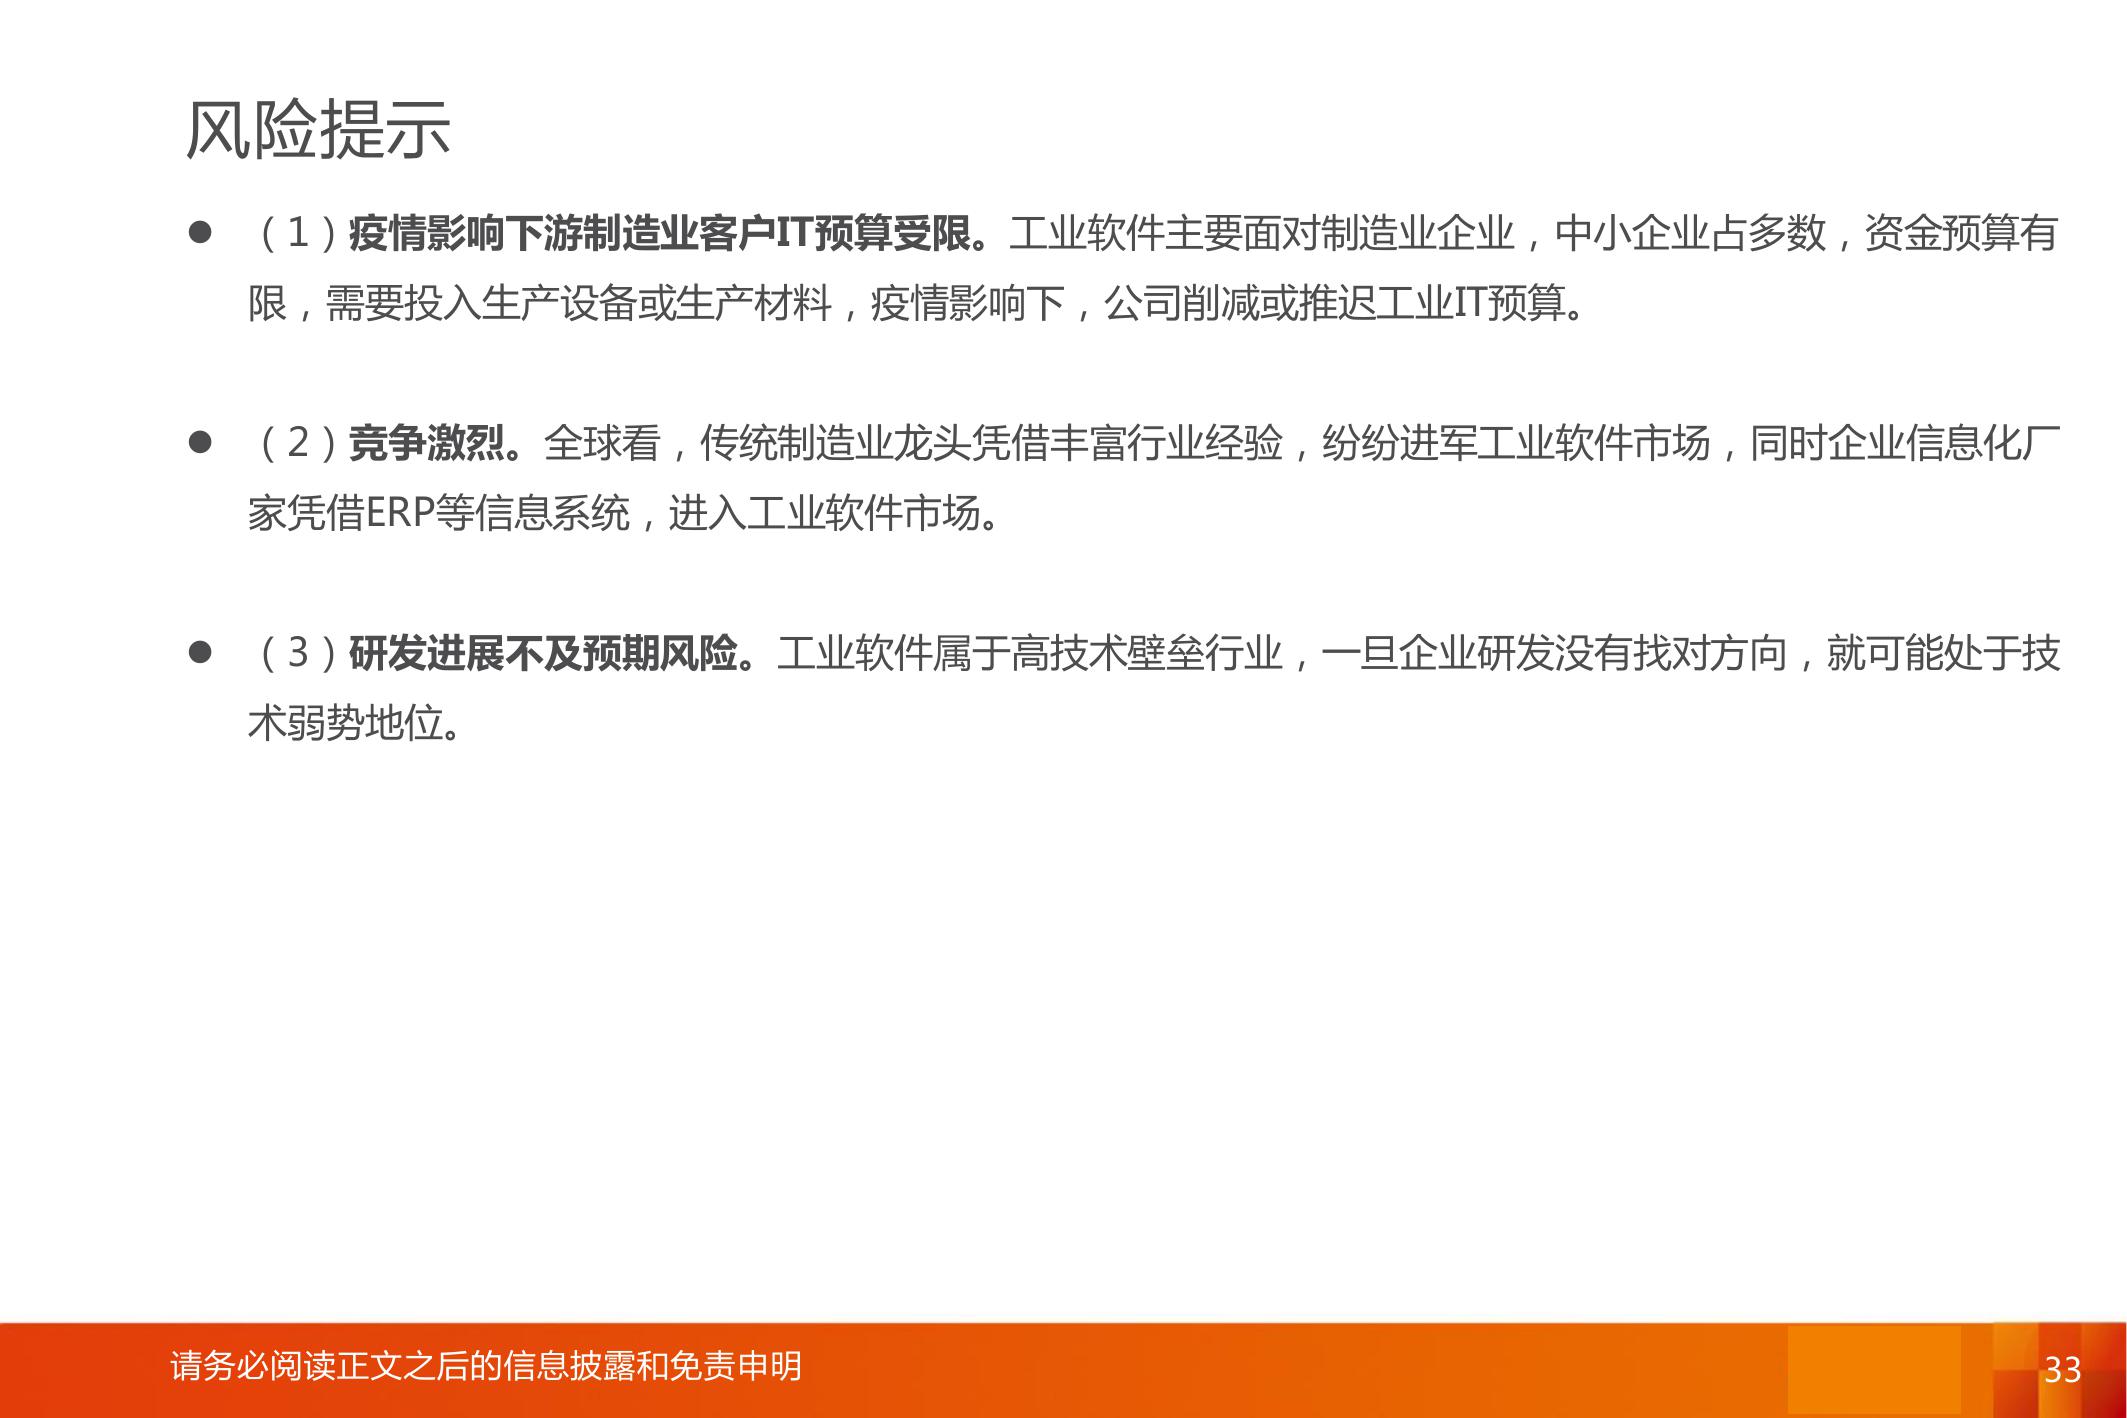 风险提示
● （1）疫情影响下游制造业客户IT预算受限。工业软件主要面对制造业企业，中小企业占多数，资金预算有
限，需要投入生产设备或生产材料，疫情影响下，公司削减或推迟工业IT预算。
● （2）竞争激烈。全球看，传统制造业龙头凭借丰富行业经验，纷纷进军工业软件市场，同时企业信息化厂
家凭借ERP等信息系统，进入工业软件市场。
● （3）研发进展不及预期风险。工业软件属于高技术壁垒行业，一旦企业研发没有找对方向，就可能处于技
术弱势地位。
请务必阅读正文之后的信息披露和免责申明
33